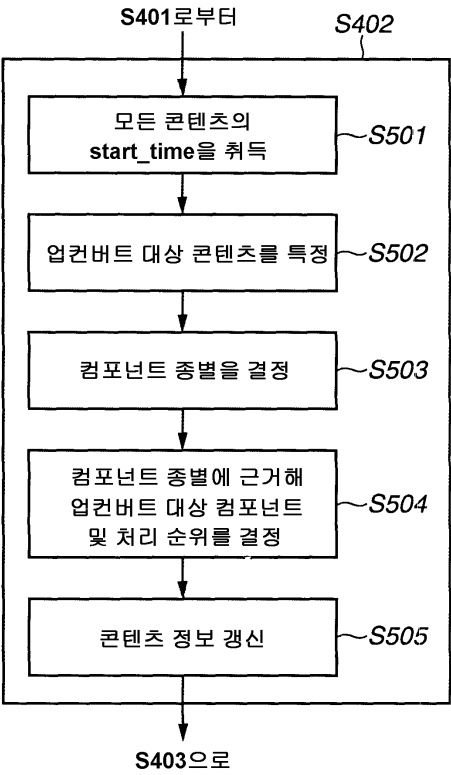 S401로부터
S402
모든 콘텐츠의
start_time을 취득
S501
업컨버트 대상 콘텐츠를 특정
S502
컴포넌트 종별을 결정
S503
컴포넌트 종별에 근거해
업컨버트 대상 컴포넌트
및 처리 순위를 결정
S504
콘텐츠 정보 갱신
S505
S403으로